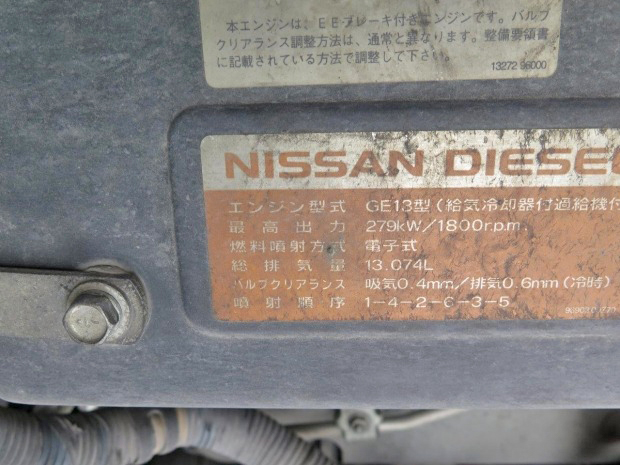 本エンジンは、EEブレーキ付きエンジンです。バルブ
クリアランス調整方法は、通常と異なります。整備要領書
に記載されている方法で調整して下さい。
13272 96000
NISSAN DIESEL
エンジン型式 GE13型(給気冷却器付過給機付
最高出力 279kW/1800r.p.m.
燃料噴射方式 電子式
総排気量 13.074L
バルブクリアランス 吸気0.4mm/排気0.6mm(冷時)
噴射順序 1-4-2-6-3-5